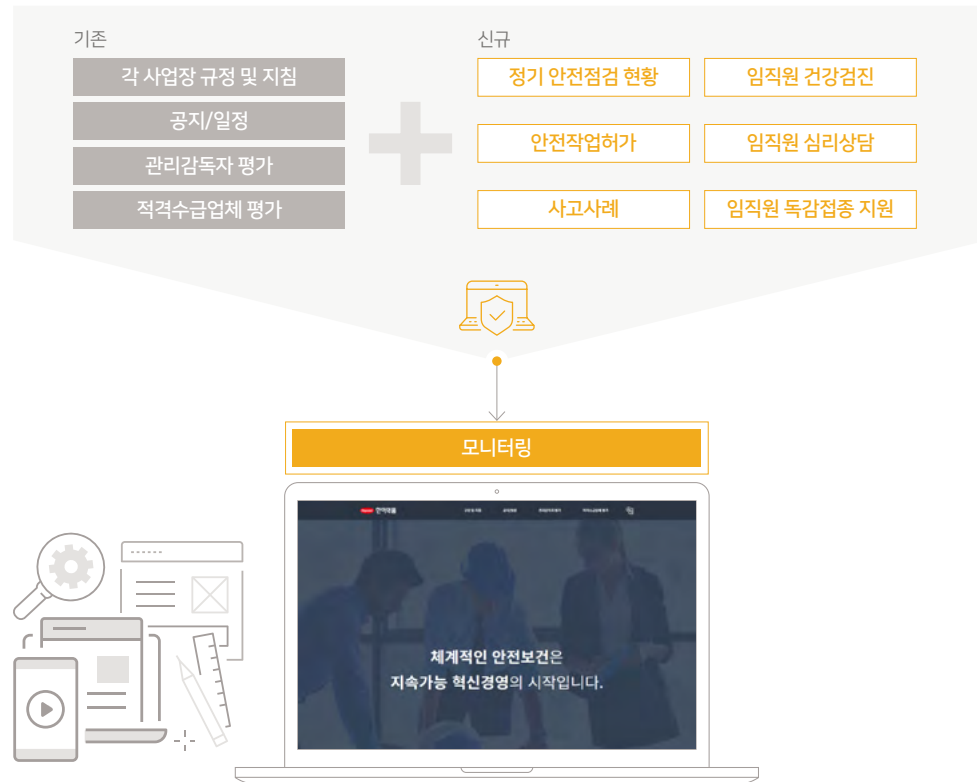 기존
각 사업장 규정 및 지침
공지/일정
관리감독자 평가
적격수급업체 평가
신규
정기 안전점검 현황
임직원 건강검진
안전작업허가
임직원 심리상담
사고사례
임직원 독감접종 지원
모니터링
체계적인 안전보건은
지속가능 혁신경영의 시작입니다.